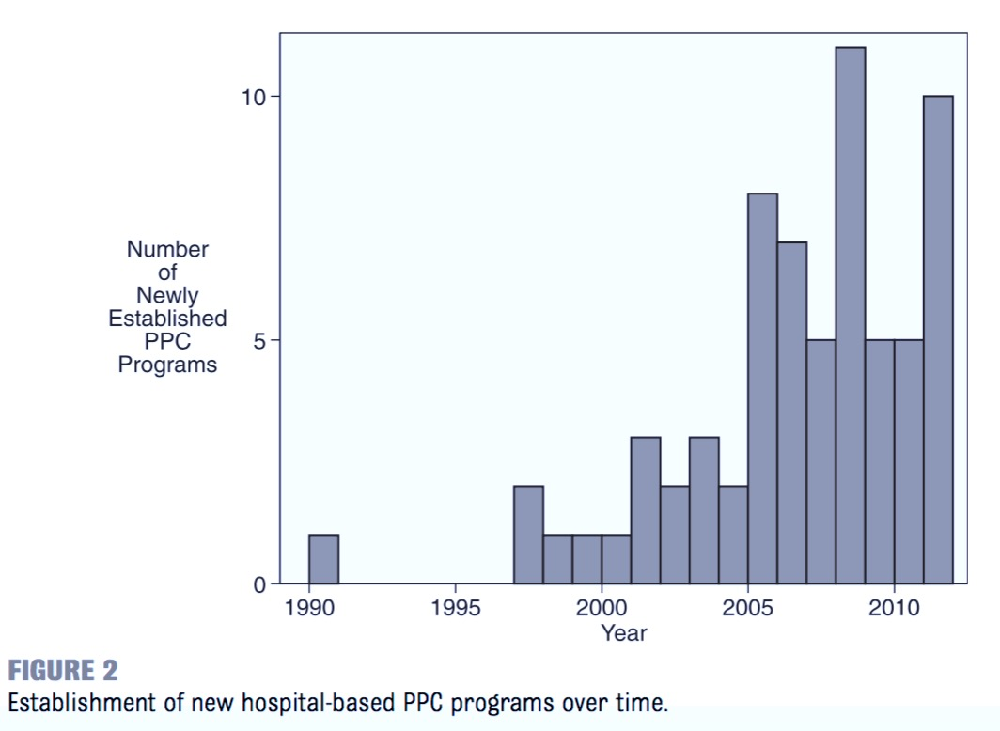 10
5
0
Number
of
Newly
Established
PPC
Programs
1990 1995 2000 2005 2010
Year
FIGURE 2
Establishment of new hospital-based PPC programs over time.